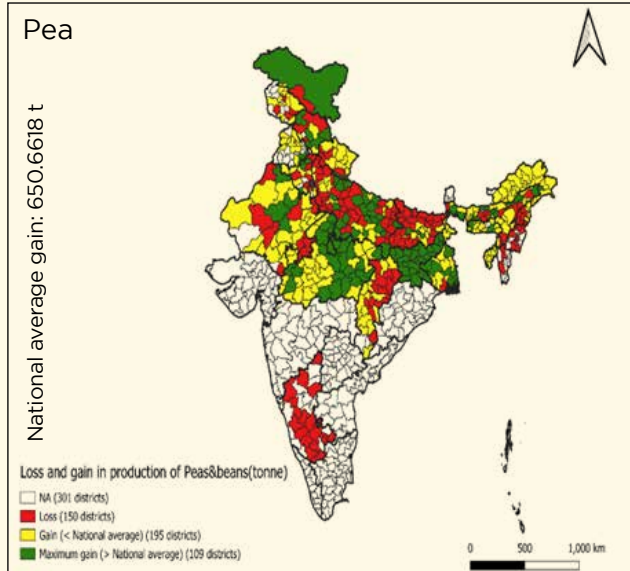 Pea
National average gain: 650.6618 t
Loss and gain in production of Peas&beans(tonne)
NA (301 districts)
Loss (150 districts)
Gain (< National average) (195 districts)
Maximum gain (> National average) (109 districts)
0 500 1,000 km